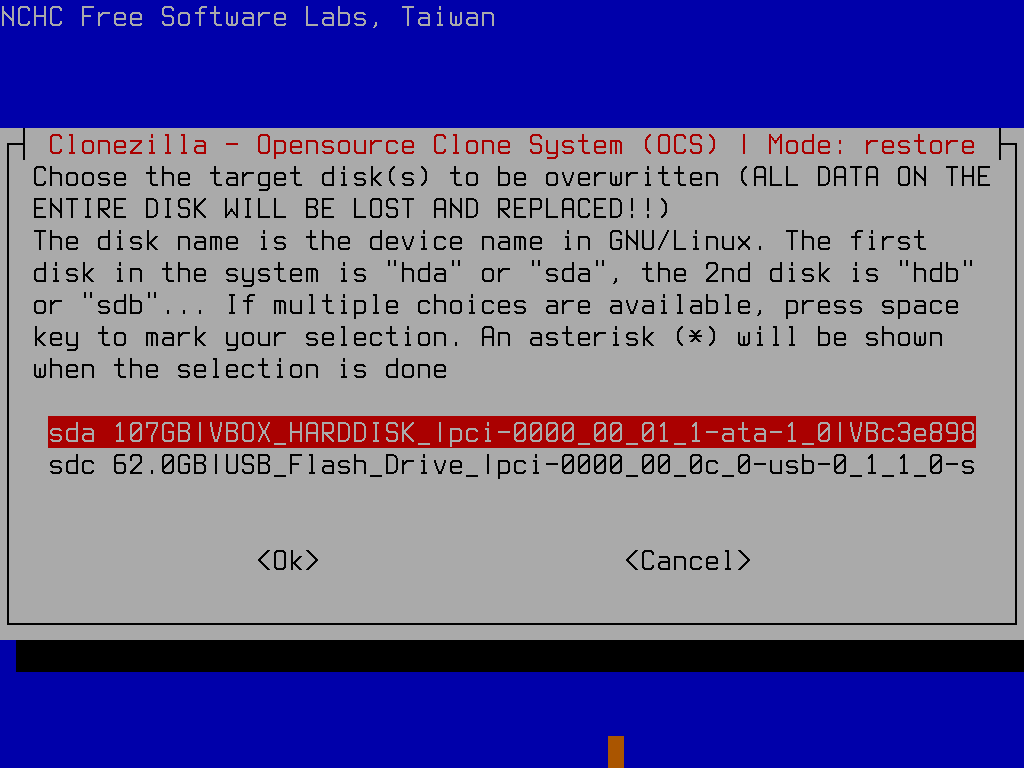 NCHC Free Software Labs, Taiwan
Clonezilla - Opensource Clone System (OCS) | Mode: restore
Choose the target disk(s) to be overwritten (ALL DATA ON THE
ENTIRE DISK WILL BE LOST AND REPLACED!!)
The disk name is the device name in GNU/Linux. The first
disk in the system is "hda" or "sda", the 2nd disk is "hdb"
or "sdb"... If multiple choices are available, press space
key to mark your selection. An asterisk (*) will be shown
when the selection is done
sda 107GB|VBOX_HARDDISK_|pci-0000_00_01_1-ata-1_0|VBc3e898
sdc 62.0GB|USB_Flash_Drive_|pci-0000_00_0c_0-usb-0_1_1_0-s
<Ok> <Cancel>